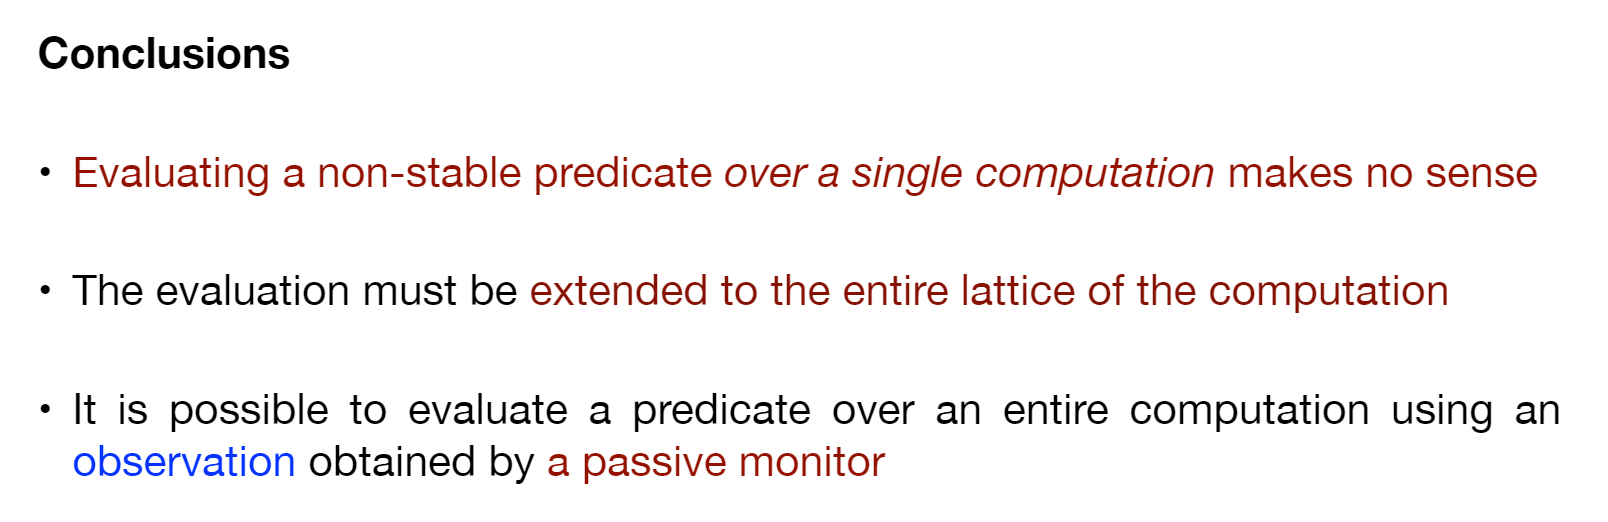 Conclusions
• Evaluating a non-stable predicate over a single computation makes no sense
• The evaluation must be extended to the entire lattice of the computation
• It is possible to evaluate a predicate over an entire computation using an
observation obtained by a passive monitor